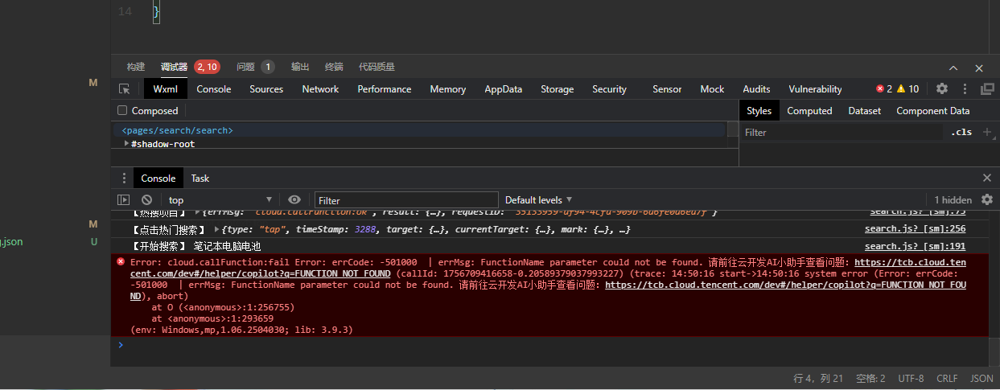 14 }
构建 调试器 2, 10 问题 1 输出 终端 代码质量
M
Wxml Console Sources Network Performance Memory AppData Storage Security Sensor Mock Audits Vulnerability 2 10
Composed
Styles Computed Dataset Component Data
<pages/search/search>
Filter .cls
#shadow-root
Console Task
top Filter Default levels 1 hidden
【热搜项目】 {errMsg: "cloud.callFunction:ok", result: {…}, requestID: "35133959-af94-4cfd-909b-6d6fe0d6ed7f"} search.js? [sm]:75
M
【点击热门搜索】 {type: "tap", timeStamp: 3288, target: {…}, currentTarget: {…}, mark: {…}, …} search.js? [sm]:256
.json U
【开始搜索】 笔记本电脑电池 search.js? [sm]:191
Error: cloud.callFunction:fail Error: errCode: -501000 | errMsg: FunctionName parameter could not be found. 请前往云开发AI小助手查看问题: https://tcb.cloud.ten
cent.com/dev#/helper/copilot?q=FUNCTION_NOT_FOUND (callId: 1756709416658-0.20589379037993227) (trace: 14:50:16 start->14:50:16 system error (Error: errCode:
-501000 | errMsg: FunctionName parameter could not be found. 请前往云开发AI小助手查看问题: https://tcb.cloud.tencent.com/dev#/helper/copilot?q=FUNCTION_NOT_FOU
ND), abort)
at O (<anonymous>:1:256755)
at <anonymous>:1:293659
(env: Windows,mp,1.06.2504030; lib: 3.9.3)
行 4，列 21 空格: 2 UTF-8 CRLF JSON